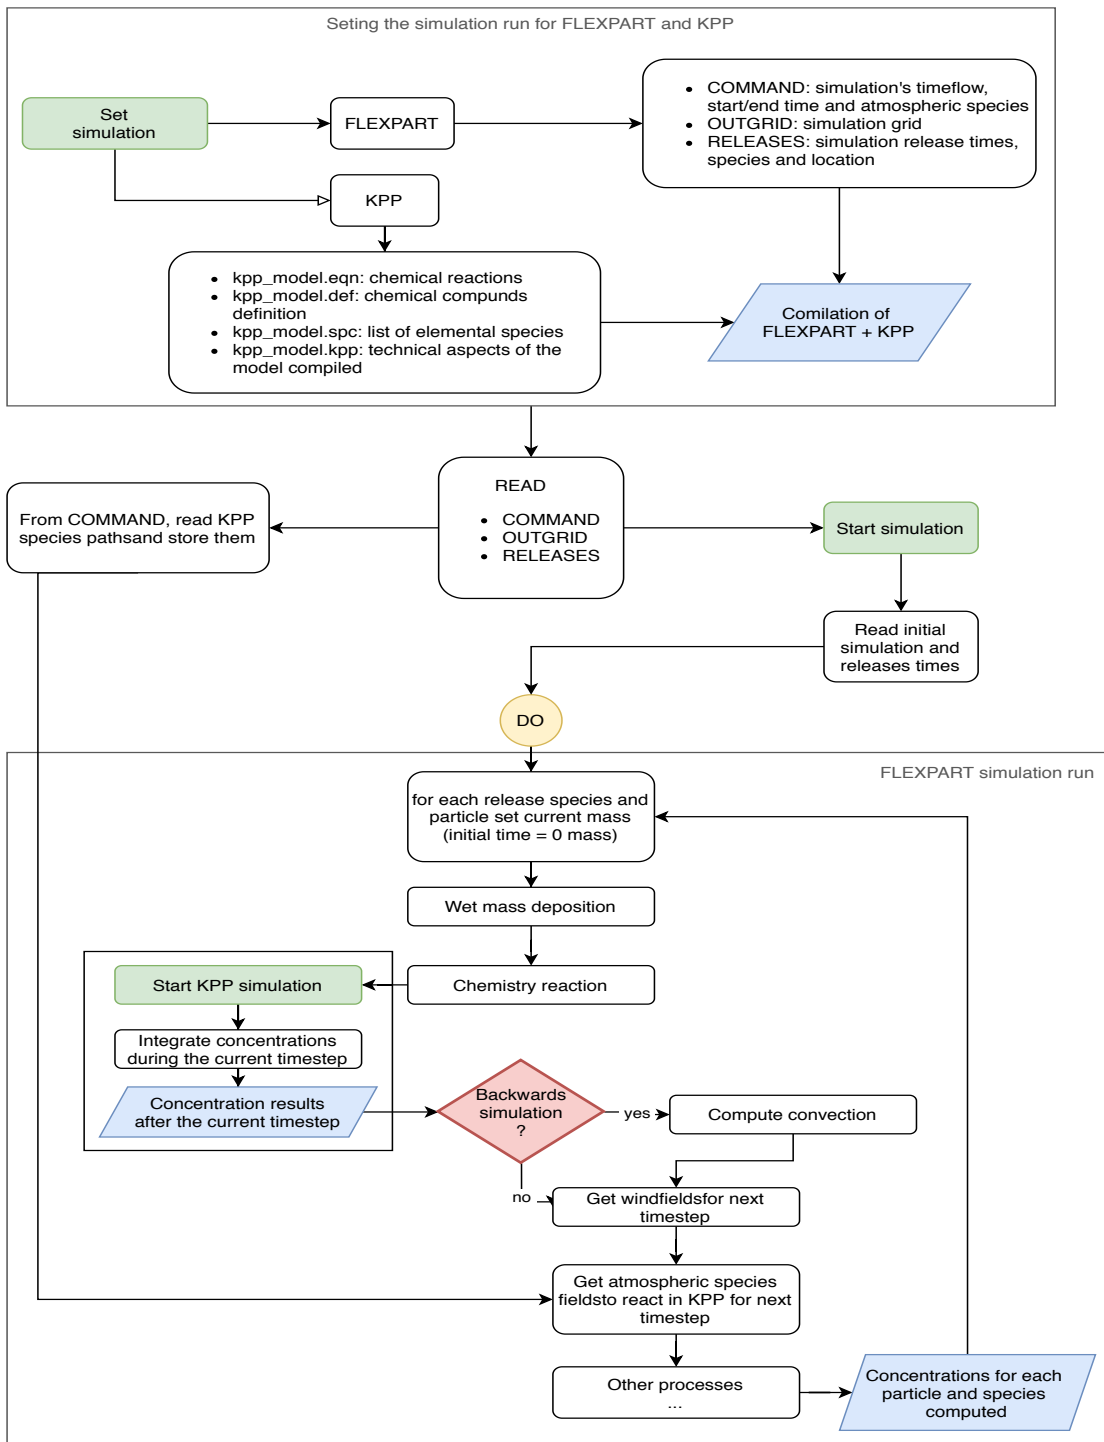 Seting the simulation run for FLEXPART and KPP
Set
simulation
FLEXPART
• COMMAND: simulation's timeflow,
start/end time and atmospheric species
• OUTGRID: simulation grid
• RELEASES: simulation release times,
species and location
KPP
• kpp_model.eqn: chemical reactions
• kpp_model.def: chemical compunds
definition
• kpp_model.spc: list of elemental species
• kpp_model.kpp: technical aspects of the
model compiled
Comilation of
FLEXPART + KPP
READ
• COMMAND
• OUTGRID
• RELEASES
From COMMAND, read KPP
species pathsand store them
Start simulation
Read initial
simulation and
releases times
DO
FLEXPART simulation run
for each release species and
particle set current mass
(initial time = 0 mass)
Wet mass deposition
Chemistry reaction
Start KPP simulation
Integrate concentrations
during the current timestep
Concentration results
after the current timestep
Backwards
simulation
?
yes
Compute convection
no
Get windfieldsfor next
timestep
Get atmospheric species
fieldsto react in KPP for next
timestep
Other processes
...
Concentrations for each
particle and species
computed